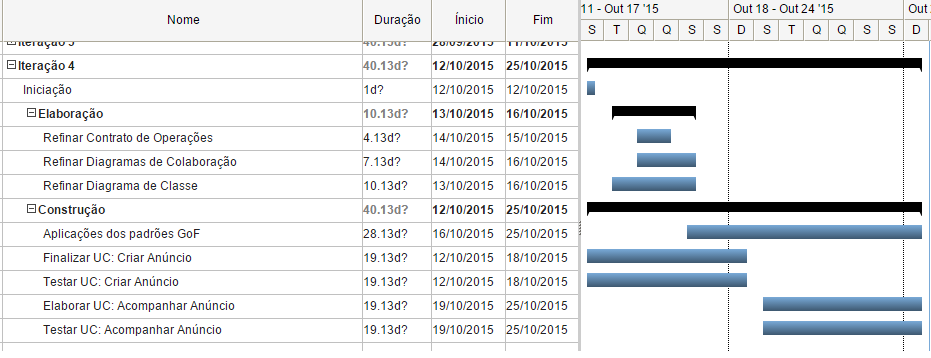 Nome Duração Ínicio Fim 11 - Out 17 '15 Out 18 - Out 24 '15 Out
S T Q Q S S D S T Q Q S S D
Iteração 3 40.13d? 28/09/2015 11/10/2015
Iteração 4 40.13d? 12/10/2015 25/10/2015
Iniciação 1d? 12/10/2015 12/10/2015
Elaboração 10.13d? 13/10/2015 16/10/2015
Refinar Contrato de Operações 4.13d? 14/10/2015 15/10/2015
Refinar Diagramas de Colaboração 7.13d? 14/10/2015 16/10/2015
Refinar Diagrama de Classe 10.13d? 13/10/2015 16/10/2015
Construção 40.13d? 12/10/2015 25/10/2015
Aplicações dos padrões GoF 28.13d? 16/10/2015 25/10/2015
Finalizar UC: Criar Anúncio 19.13d? 12/10/2015 18/10/2015
Testar UC: Criar Anúncio 19.13d? 12/10/2015 18/10/2015
Elaborar UC: Acompanhar Anúncio 19.13d? 19/10/2015 25/10/2015
Testar UC: Acompanhar Anúncio 19.13d? 19/10/2015 25/10/2015